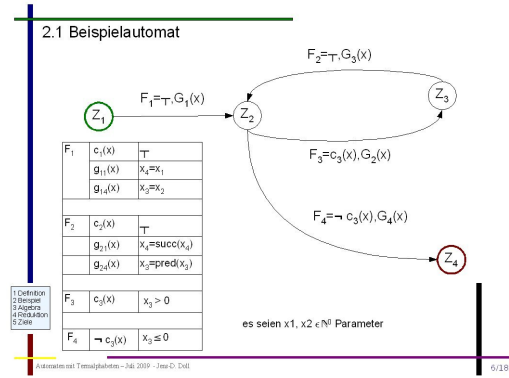 2.1 Beispielautomat
F₂=┬,G₃(x)
Z₃
F₁=┬,G₁(x)
Z₁
Z₂
F₃=c₃(x),G₂(x)
F₁ c₁(x) ┬
g₁₁(x) x₄=x₁
g₁₄(x) x₃=x₂
F₂ c₂(x) ┬
g₂₁(x) x₄=succ(x₄)
g₂₄(x) x₃=pred(x₃)
F₃ c₃(x) x₃ > 0
F₄ ¬ c₃(x) x₃ ≤ 0
F₄=¬ c₃(x),G₄(x)
Z₄
es seien x1, x2 ϵ ℕ⁰ Parameter
1 Definition
2 Beispiel
3 Algebra
4 Reduktion
5 Ziele
Automaten mit Termalphabeten – Juli 2009 - Jens-D. Doll
6/18